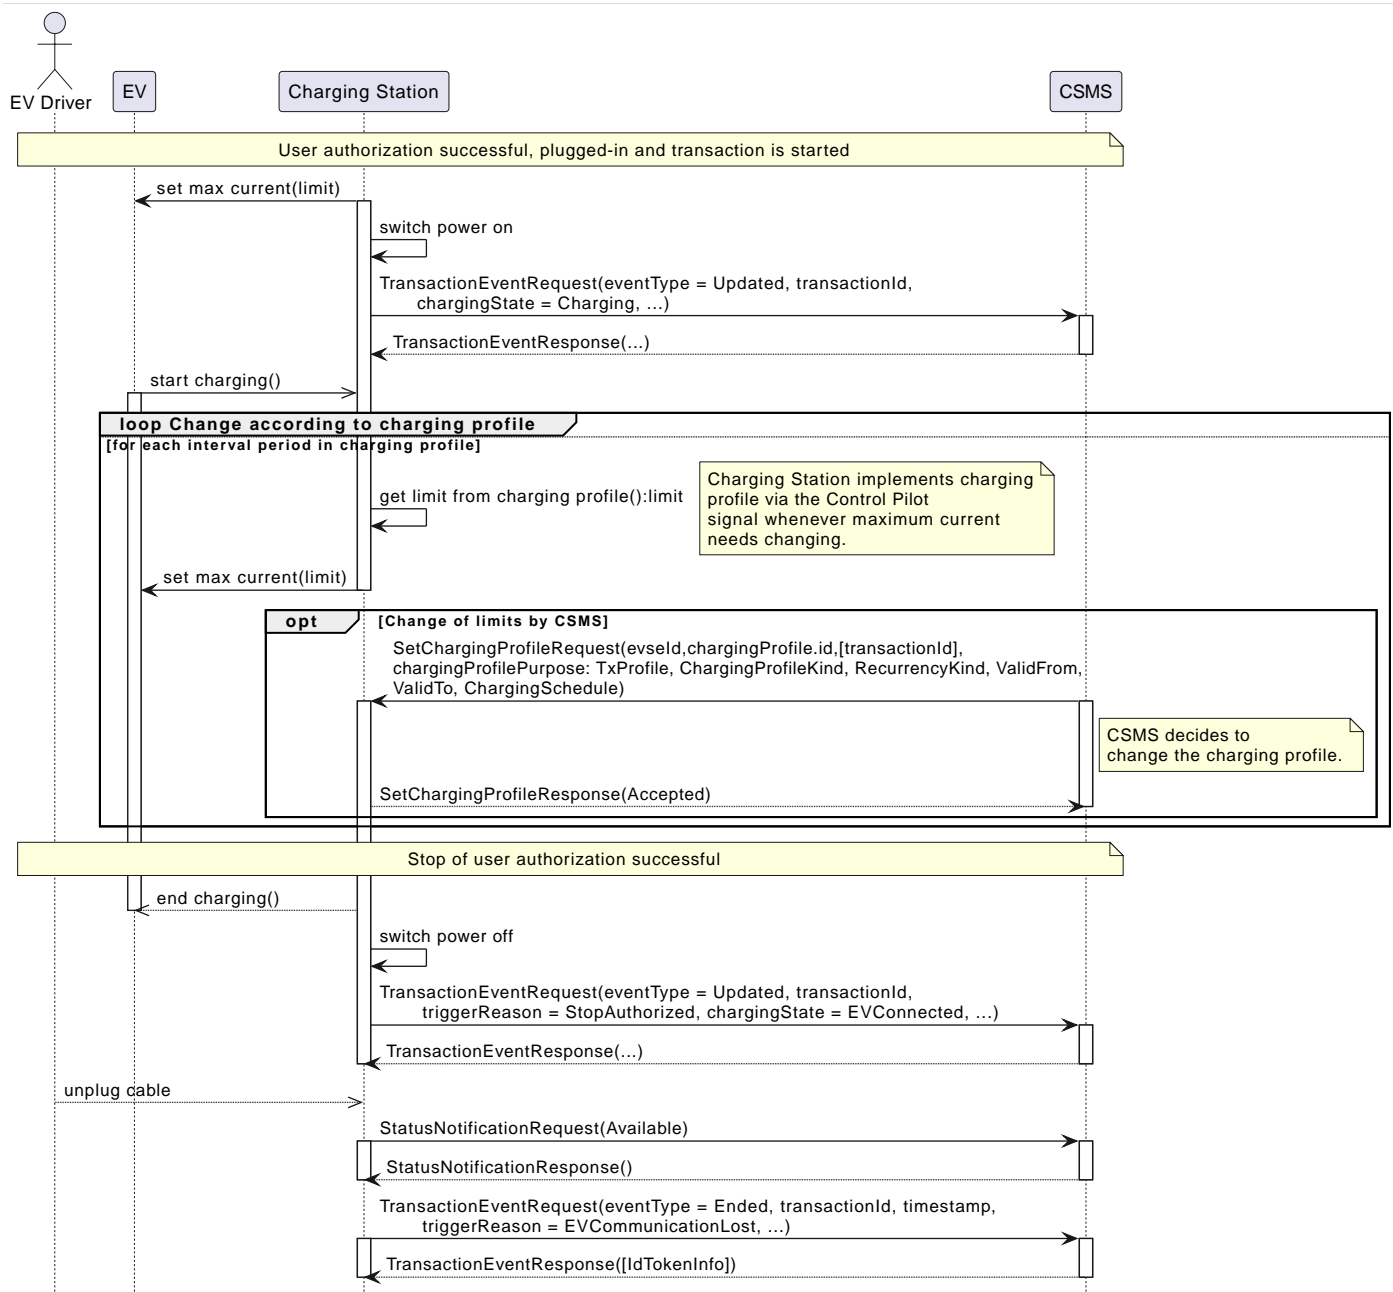 EV Driver
EV
Charging Station
CSMS
User authorization successful, plugged-in and transaction is started
set max current(limit)
switch power on
TransactionEventRequest(eventType = Updated, transactionId,
chargingState = Charging, ...)
TransactionEventResponse(...)
start charging()
loop Change according to charging profile
[for each interval period in charging profile]
get limit from charging profile():limit
Charging Station implements charging
profile via the Control Pilot
signal whenever maximum current
needs changing.
set max current(limit)
opt
[Change of limits by CSMS]
SetChargingProfileRequest(evseId,chargingProfile.id,[transactionId],
chargingProfilePurpose: TxProfile, ChargingProfileKind, RecurrencyKind, ValidFrom,
ValidTo, ChargingSchedule)
CSMS decides to
change the charging profile.
SetChargingProfileResponse(Accepted)
Stop of user authorization successful
end charging()
switch power off
TransactionEventRequest(eventType = Updated, transactionId,
triggerReason = StopAuthorized, chargingState = EVConnected, ...)
TransactionEventResponse(...)
unplug cable
StatusNotificationRequest(Available)
StatusNotificationResponse()
TransactionEventRequest(eventType = Ended, transactionId, timestamp,
triggerReason = EVCommunicationLost, ...)
TransactionEventResponse([IdTokenInfo])